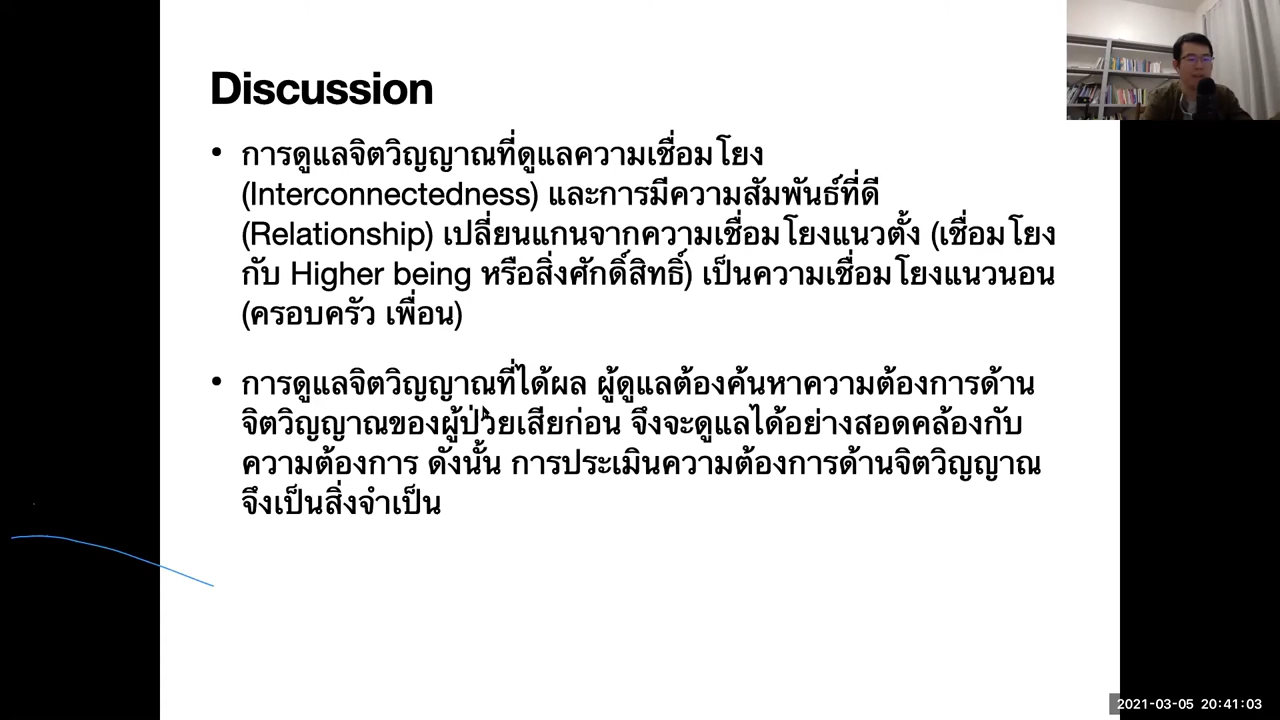 Discussion
• การดูแลจิตวิญญาณที่ดูแลความเชื่อมโยง
(Interconnectedness) และการมีความสัมพันธ์ที่ดี
(Relationship) เปลี่ยนแกนจากความเชื่อมโยงแนวตั้ง (เชื่อมโยง
กับ Higher being หรือสิ่งศักดิ์สิทธิ์) เป็นความเชื่อมโยงแนวนอน
(ครอบครัว เพื่อน)
• การดูแลจิตวิญญาณที่ได้ผล ผู้ดูแลต้องค้นหาความต้องการด้าน
จิตวิญญาณของผู้ป่วยเสียก่อน จึงจะดูแลได้อย่างสอดคล้องกับ
ความต้องการ ดังนั้น การประเมินความต้องการด้านจิตวิญญาณ
จึงเป็นสิ่งจำเป็น
2021-03-05 20:41:03